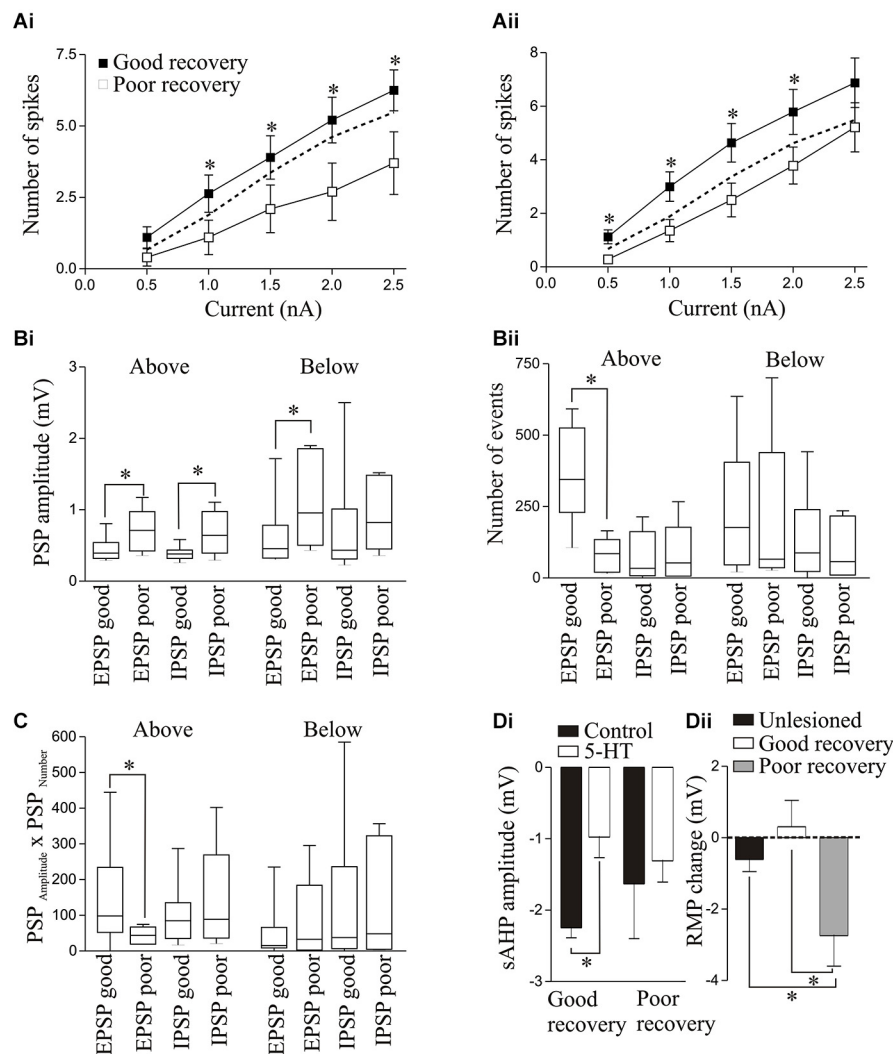 Ai
Number of spikes
7.5
5.0
2.5
0.0
Good recovery
Poor recovery
*
*
*
*
*
0.0
0.5
1.0
1.5
2.0
2.5
Current (nA)
Aii
Number of spikes
8
6
4
2
0
*
*
*
*
0.0
0.5
1.0
1.5
2.0
2.5
Current (nA)
Bi
PSP amplitude (mV)
3
2
1
0
Above
Below
*
*
*
EPSP good
EPSP poor
IPSP good
IPSP poor
EPSP good
EPSP poor
IPSP good
IPSP poor
Bii
Number of events
750
500
250
0
Above
Below
*
EPSP good
EPSP poor
IPSP good
IPSP poor
EPSP good
EPSP poor
IPSP good
IPSP poor
C
PSP Amplitude x PSP Number
600
500
400
300
200
100
0
Above
Below
*
EPSP good
EPSP poor
IPSP good
IPSP poor
EPSP good
EPSP poor
IPSP good
IPSP poor
Di
Control
5-HT
sAHP amplitude (mV)
0
-1
-2
-3
*
Good recovery
Poor recovery
Dii
Unlesioned
Good recovery
Poor recovery
RMP change (mV)
2
0
-2
-4
*
*